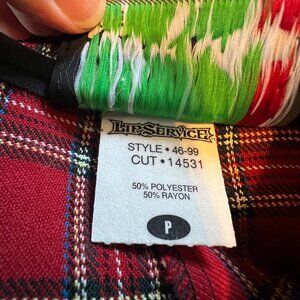 LIP SERVICE
STYLE • 46-99
CUT • 14531
50% POLYESTER
50% RAYON
P